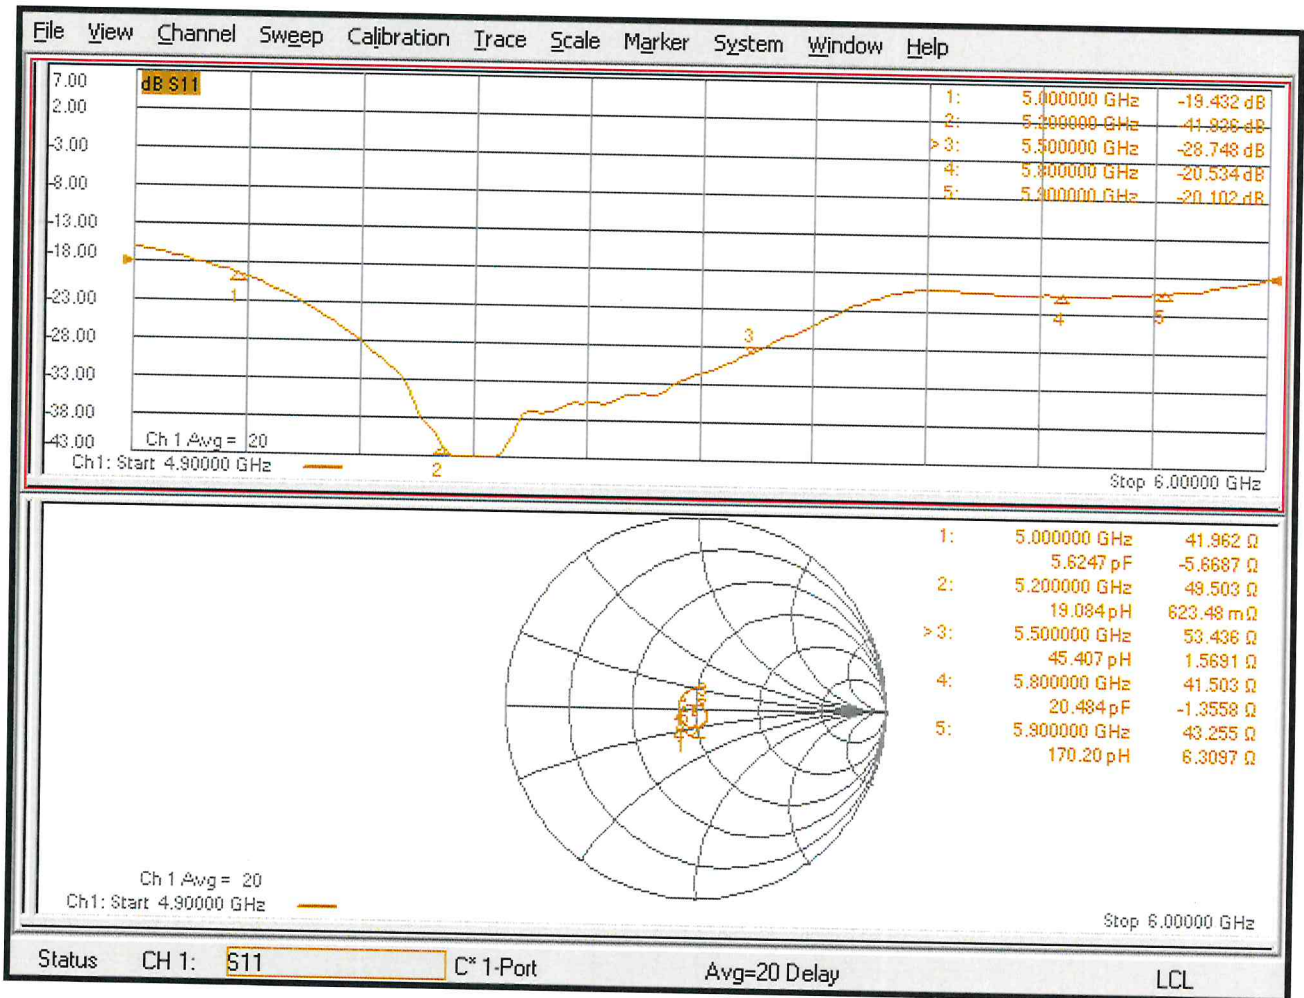 File View Channel Sweep Calibration Trace Scale Marker System Window Help
7.00
dB S11
2.00
-3.00
-8.00
-13.00
-18.00
-23.00
-28.00
-33.00
-38.00
-43.00
1: 5.000000 GHz -19.432 dB
2: 5.200000 GHz -41.936 dB
> 3: 5.500000 GHz -28.748 dB
4: 5.800000 GHz -20.534 dB
5: 5.900000 GHz -20.102 dB
1
2
3
4
5
Ch 1 Avg = 20
Ch1: Start 4.90000 GHz
Stop 6.00000 GHz
1: 5.000000 GHz 41.962 Ω
5.6247 pF -5.6687 Ω
2: 5.200000 GHz 49.503 Ω
19.084 pH 623.48 mΩ
> 3: 5.500000 GHz 53.436 Ω
45.407 pH 1.5691 Ω
4: 5.800000 GHz 41.503 Ω
20.484 pF -1.3558 Ω
5: 5.900000 GHz 43.255 Ω
170.20 pH 6.3097 Ω
Ch 1 Avg = 20
Ch1: Start 4.90000 GHz
Stop 6.00000 GHz
Status CH 1: S11 C* 1-Port Avg=20 Delay LCL